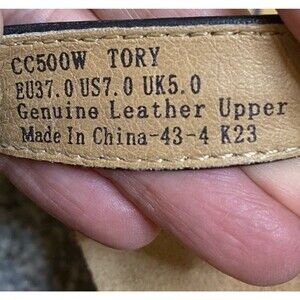 CC500W TORY
EU37.0 US7.0 UK5.0
Genuine Leather Upper
Made In China-43-4 K23